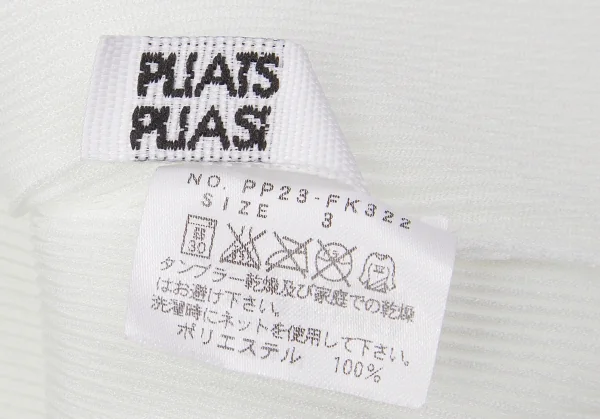 PLEATS
PLEASE
NO. PP23-FK322
SIZE 3
弱
30
タンブラー乾燥及び家庭での乾燥
はお避け下さい。
洗濯時にネットを使用して下さい。
ポリエステル 100%